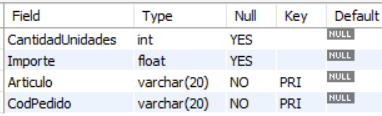 Field Type Null Key Default
CantidadUnidades int YES NULL
Importe float YES NULL
Articulo varchar(20) NO PRI NULL
CodPedido varchar(20) NO PRI NULL